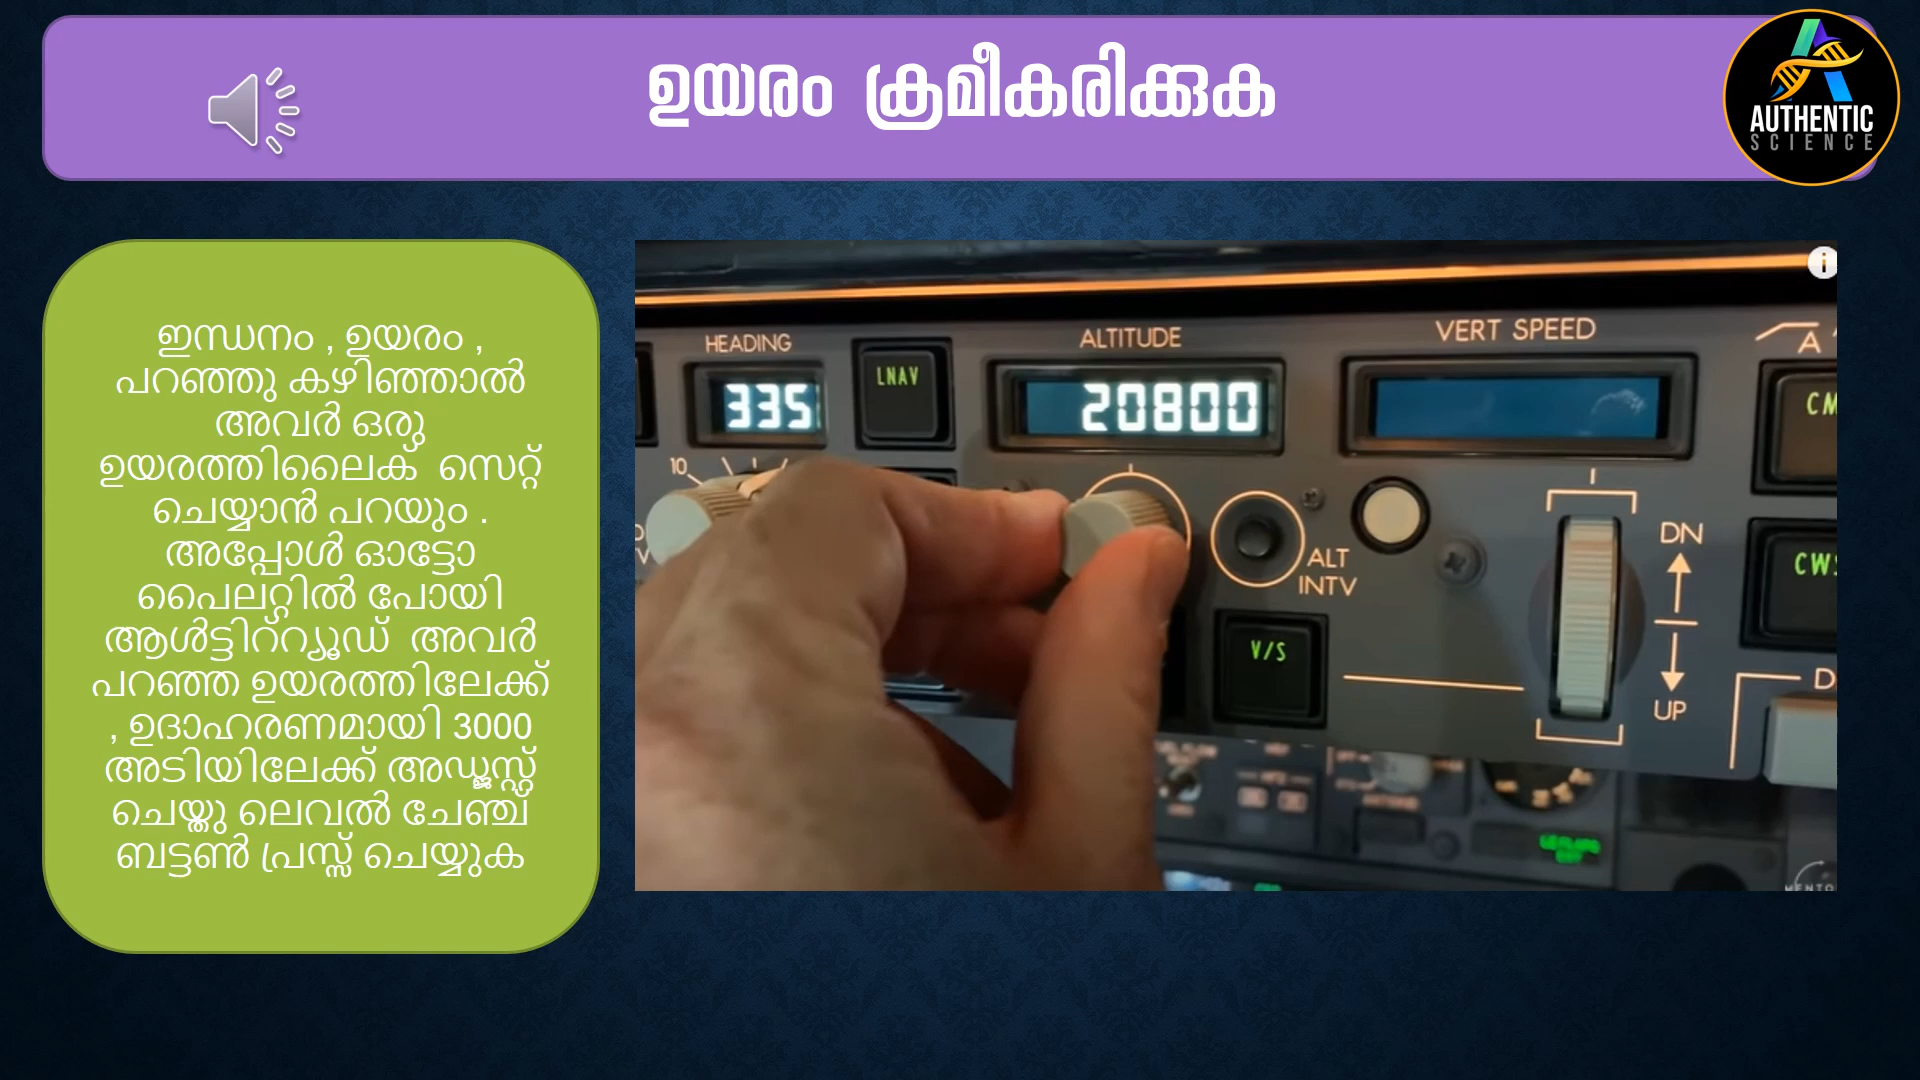 ഉയരം ക്രമീകരിക്കുക
AUTHENTIC
SCIENCE
ഇന്ധനം , ഉയരം ,
പറഞ്ഞു കഴിഞ്ഞാൽ
അവർ ഒരു
ഉയരത്തിലൈക് സെറ്റ്
ചെയ്യാൻ പറയും .
അപ്പോൾ ഓട്ടോ
പൈലറ്റിൽ പോയി
ആൾട്ടിറ്റ്യൂഡ് അവർ
പറഞ്ഞ ഉയരത്തിലേക്ക്
, ഉദാഹരണമായി 3000
അടിയിലേക്ക് അഡ്ജസ്റ്റ്
ചെയ്തു ലെവൽ ചേഞ്ച്
ബട്ടൺ പ്രസ്സ് ചെയ്യുക
HEADING
335
LNAV
ALTITUDE
20800
VERT SPEED
A
10
ALT
INTV
V/S
DN
UP